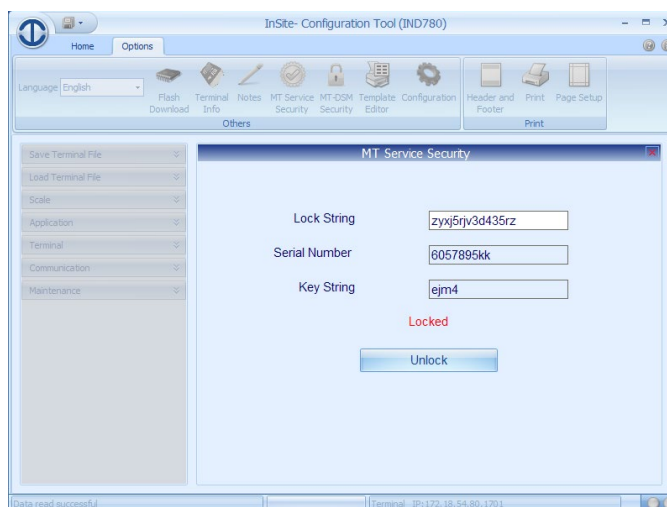 InSite- Configuration Tool (IND780)
Home Options
Language English
Flash Download
Terminal Info
Notes
MT Service Security
MT-DSM Security
Template Editor
Configuration
Header and Footer
Print
Page Setup
Others
Print
Save Terminal File
Load Terminal File
Scale
Application
Terminal
Communication
Maintenance
MT Service Security
Lock String zyxj5rjv3d435rz
Serial Number 6057895kk
Key String ejm4
Locked
Unlock
Data read successful
Terminal IP:172.18.54.80.1701